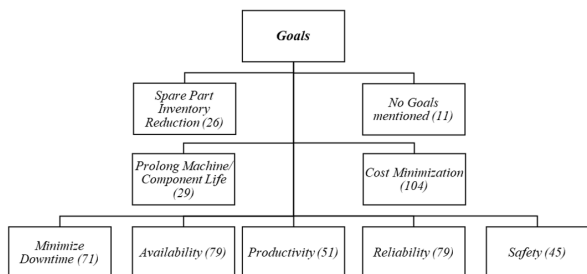 Goals
Spare Part
Inventory
Reduction (26)
No Goals
mentioned (11)
Prolong Machine/
Component Life
(29)
Cost Minimization
(104)
Minimize
Downtime (71)
Availability (79)
Productivity (51)
Reliability (79)
Safety (45)